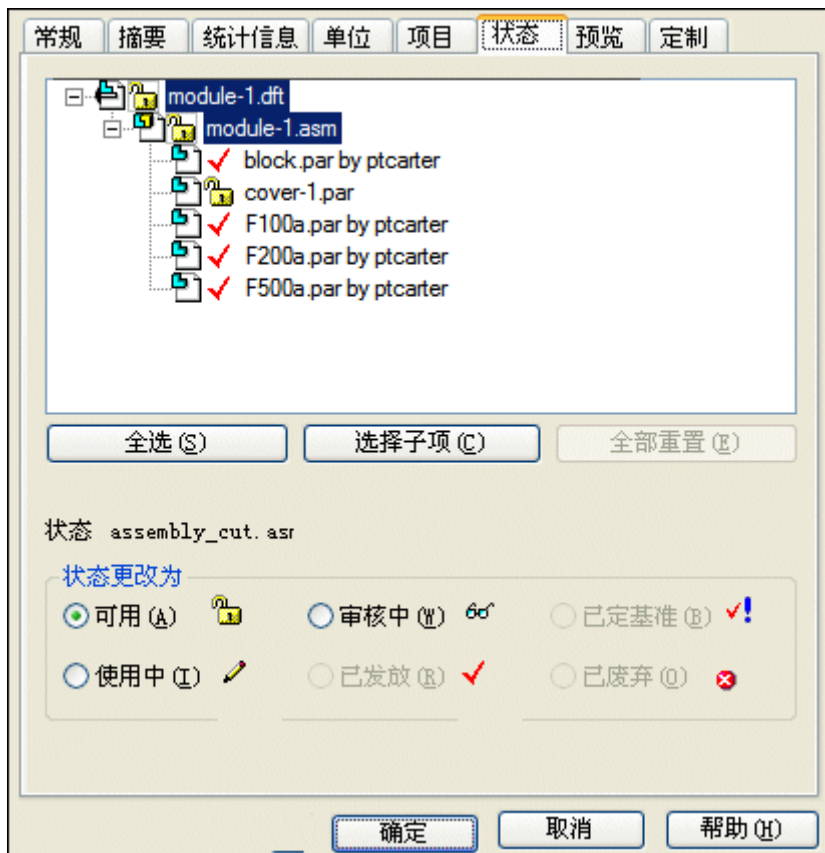 常规 摘要 统计信息 单位 项目 状态 预览 定制
module-1.dft
module-1.asm
block.par by ptcarter
cover-1.par
F100a.par by ptcarter
F200a.par by ptcarter
F500a.par by ptcarter
全选(S) 选择子项(C) 全部重置(E)
状态 assembly_cut.asr
状态更改为
可用(A) 审核中(W) 已定基准(B)
使用中(I) 已发放(R) 已废弃(O)
确定 取消 帮助(H)